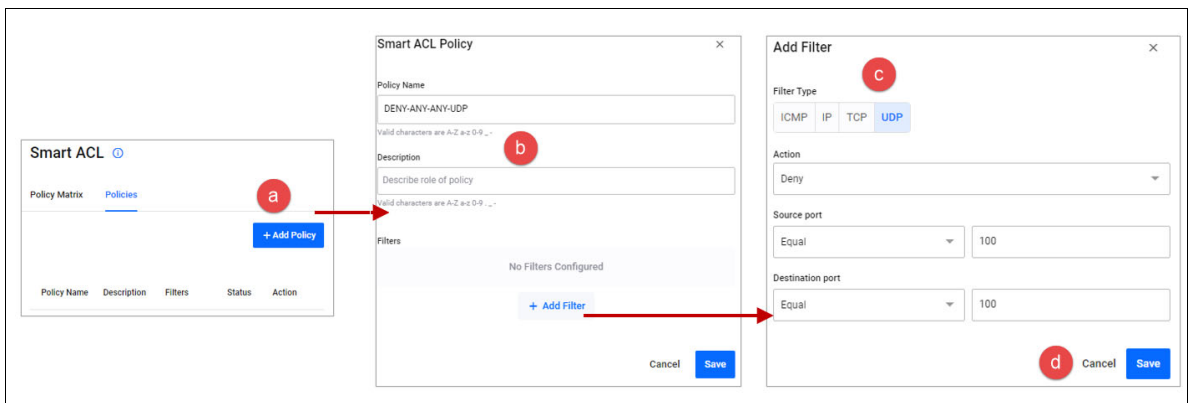 Smart ACL
Policy Matrix Policies
a
+ Add Policy
Policy Name Description Filters Status Action
Smart ACL Policy ×
Policy Name
DENY-ANY-ANY-UDP
Valid characters are A-Z a-z 0-9 _ -
b
Description
Describe role of policy
Valid characters are A-Z a-z 0-9 . _ -
Filters
No Filters Configured
+ Add Filter
Cancel Save
Add Filter ×
c
Filter Type
ICMP IP TCP UDP
Action
Deny
Source port
Equal 100
Destination port
Equal 100
d Cancel Save